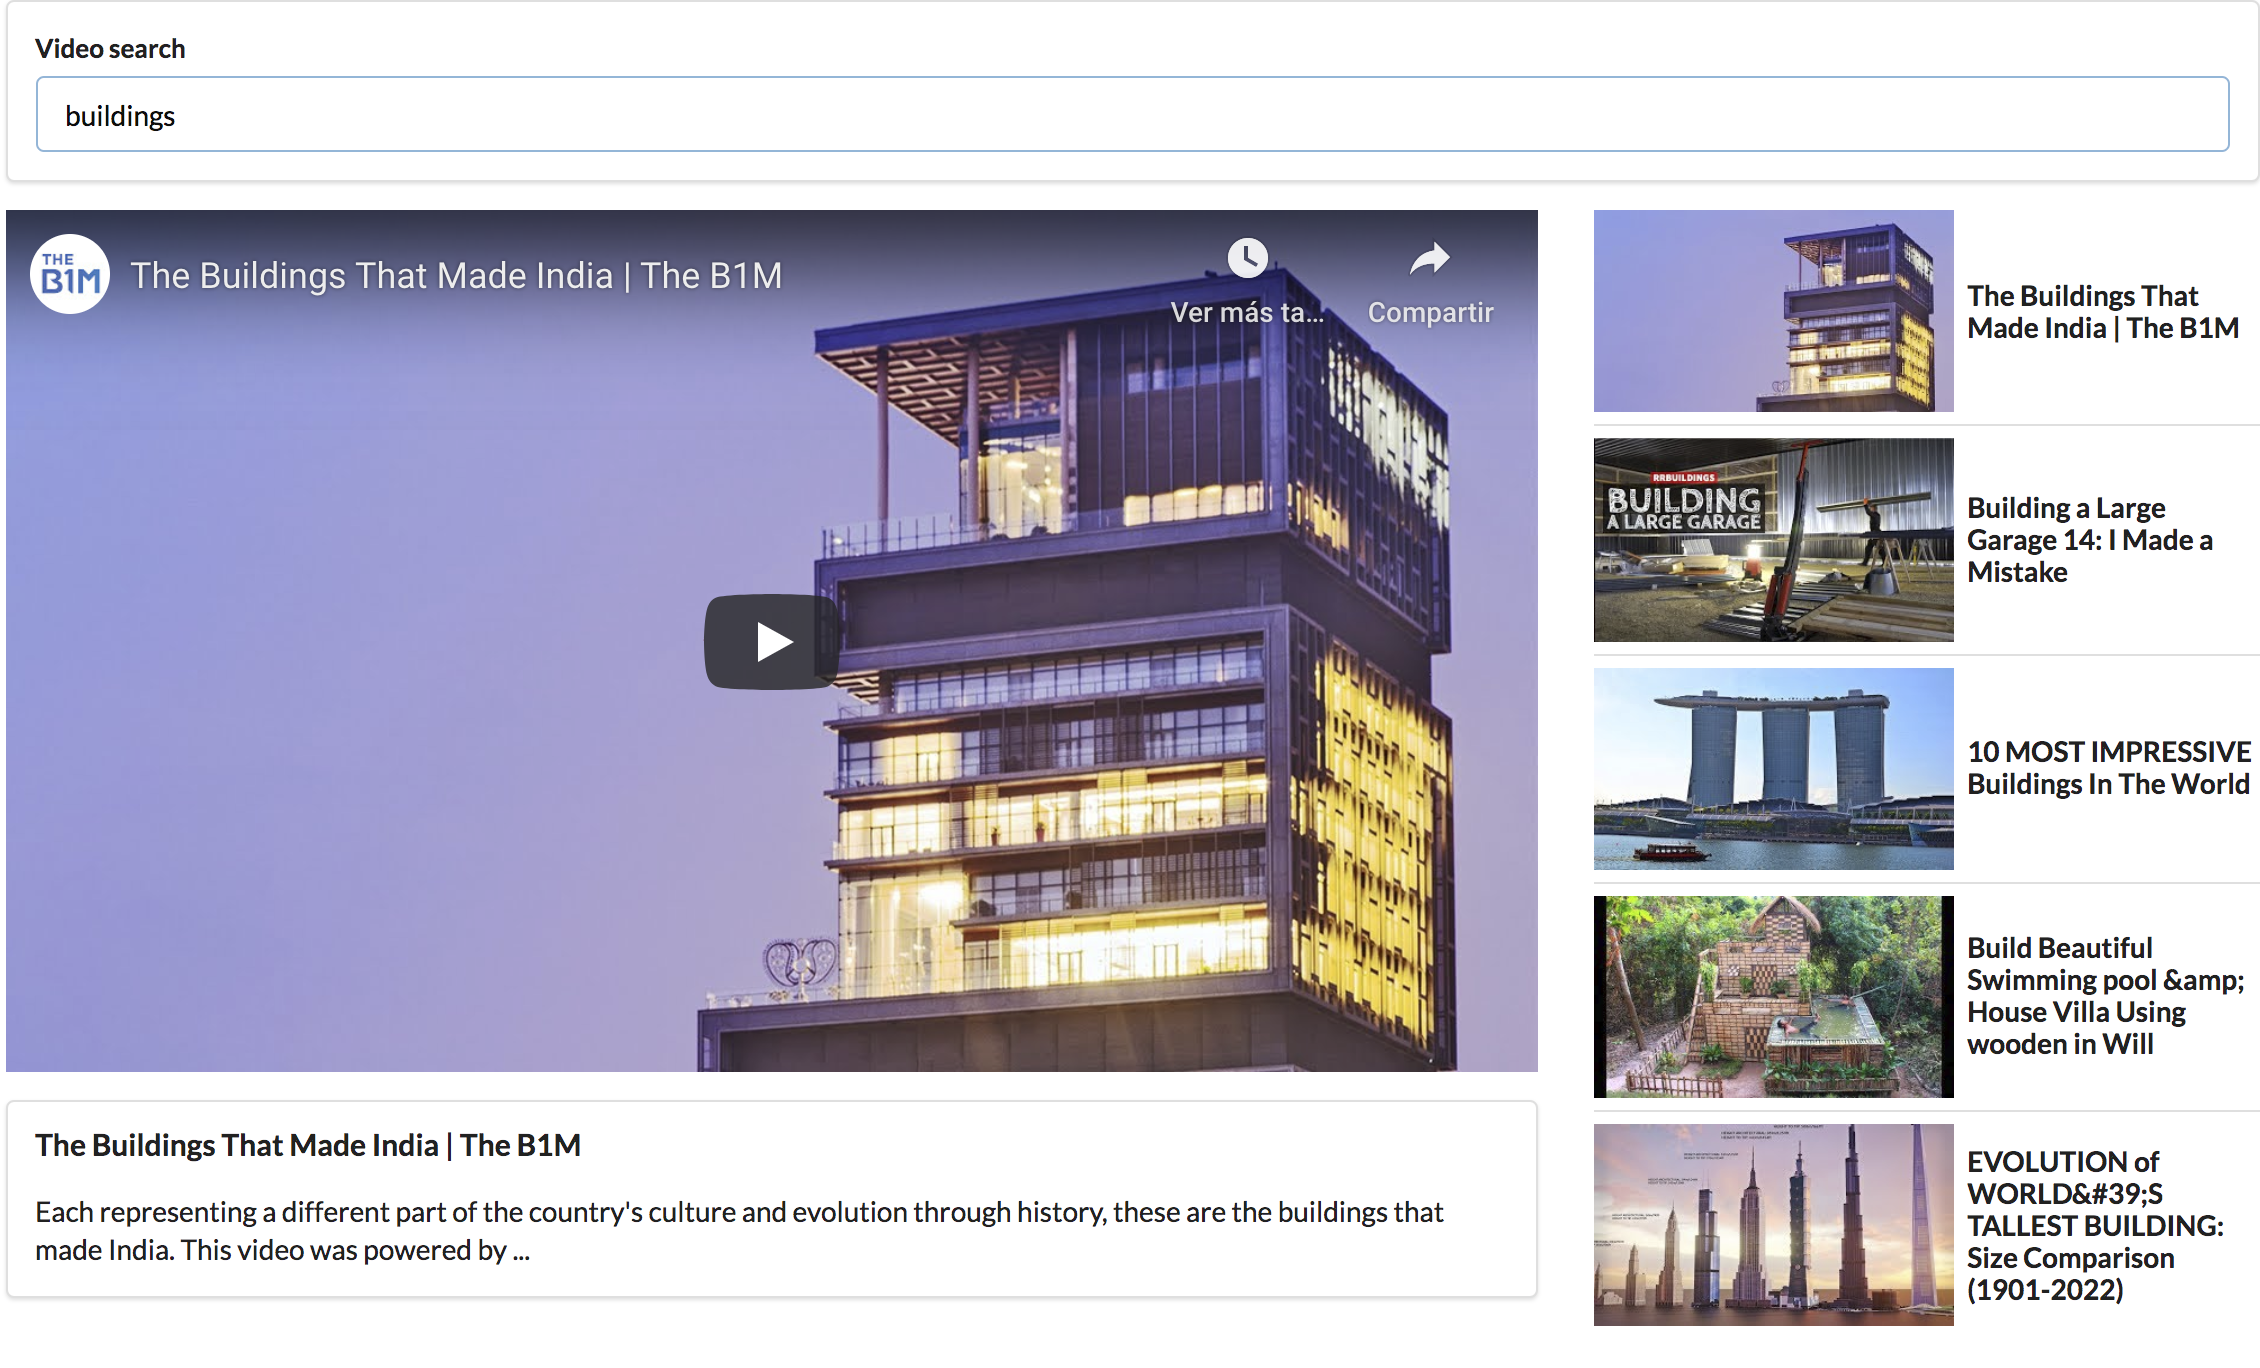 Video search
buildings
THE
B1M
The Buildings That Made India | The B1M
Ver más ta...
Compartir
The Buildings That Made India | The B1M
Each representing a different part of the country's culture and evolution through history, these are the buildings that
made India. This video was powered by ...
The Buildings That
Made India | The B1M
RRBUILDINGS
BUILDING
A LARGE GARAGE
Building a Large
Garage 14: I Made a
Mistake
10 MOST IMPRESSIVE
Buildings In The World
Build Beautiful
Swimming pool &amp;
House Villa Using
wooden in Will
EVOLUTION of
WORLD&#39;S
TALLEST BUILDING:
Size Comparison
(1901-2022)